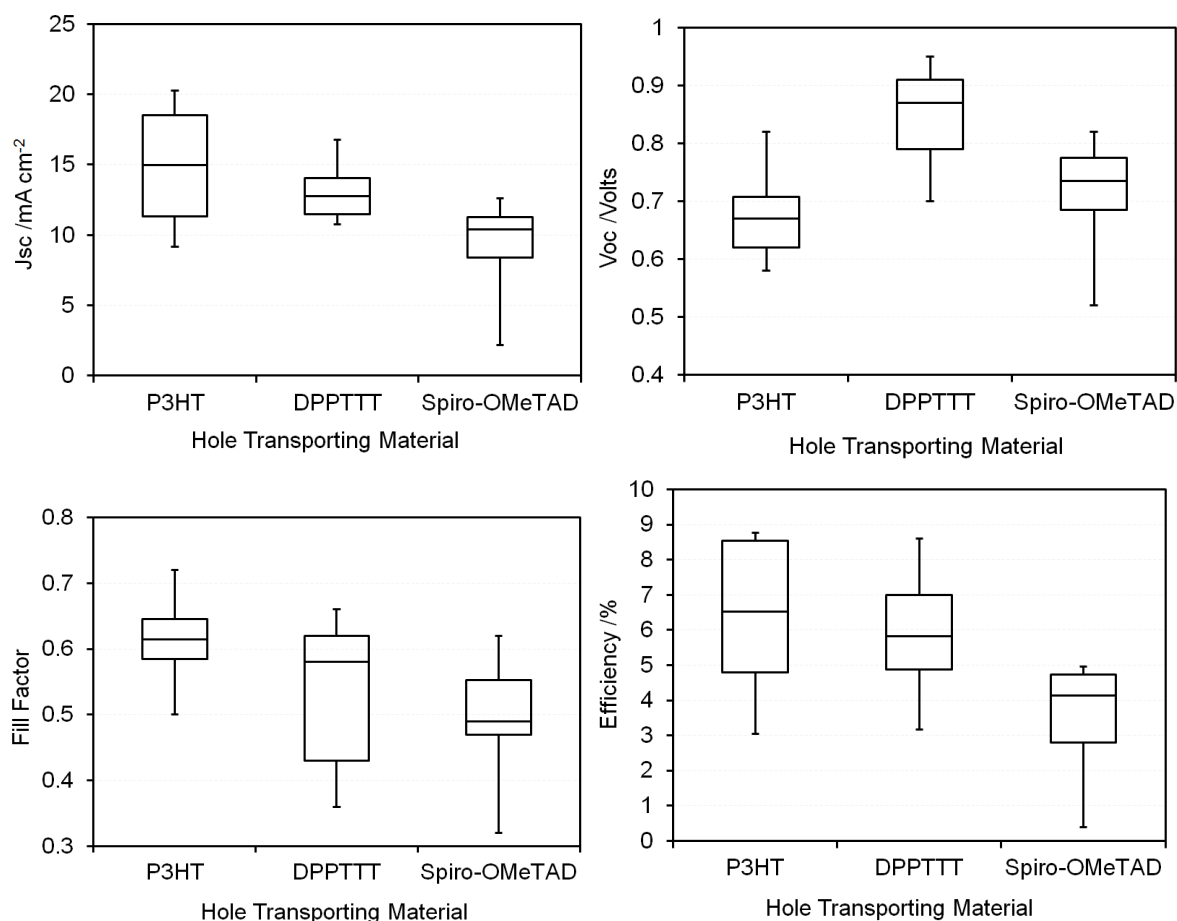 Jsc /mA cm-2
25
20
15
10
5
0
P3HT DPPTTT Spiro-OMeTAD
Hole Transporting Material
Voc /Volts
1
0.9
0.8
0.7
0.6
0.5
0.4
P3HT DPPTTT Spiro-OMeTAD
Hole Transporting Material
Fill Factor
0.8
0.7
0.6
0.5
0.4
0.3
P3HT DPPTTT Spiro-OMeTAD
Hole Transporting Material
Efficiency /%
10
9
8
7
6
5
4
3
2
1
0
P3HT DPPTTT Spiro-OMeTAD
Hole Transporting Material